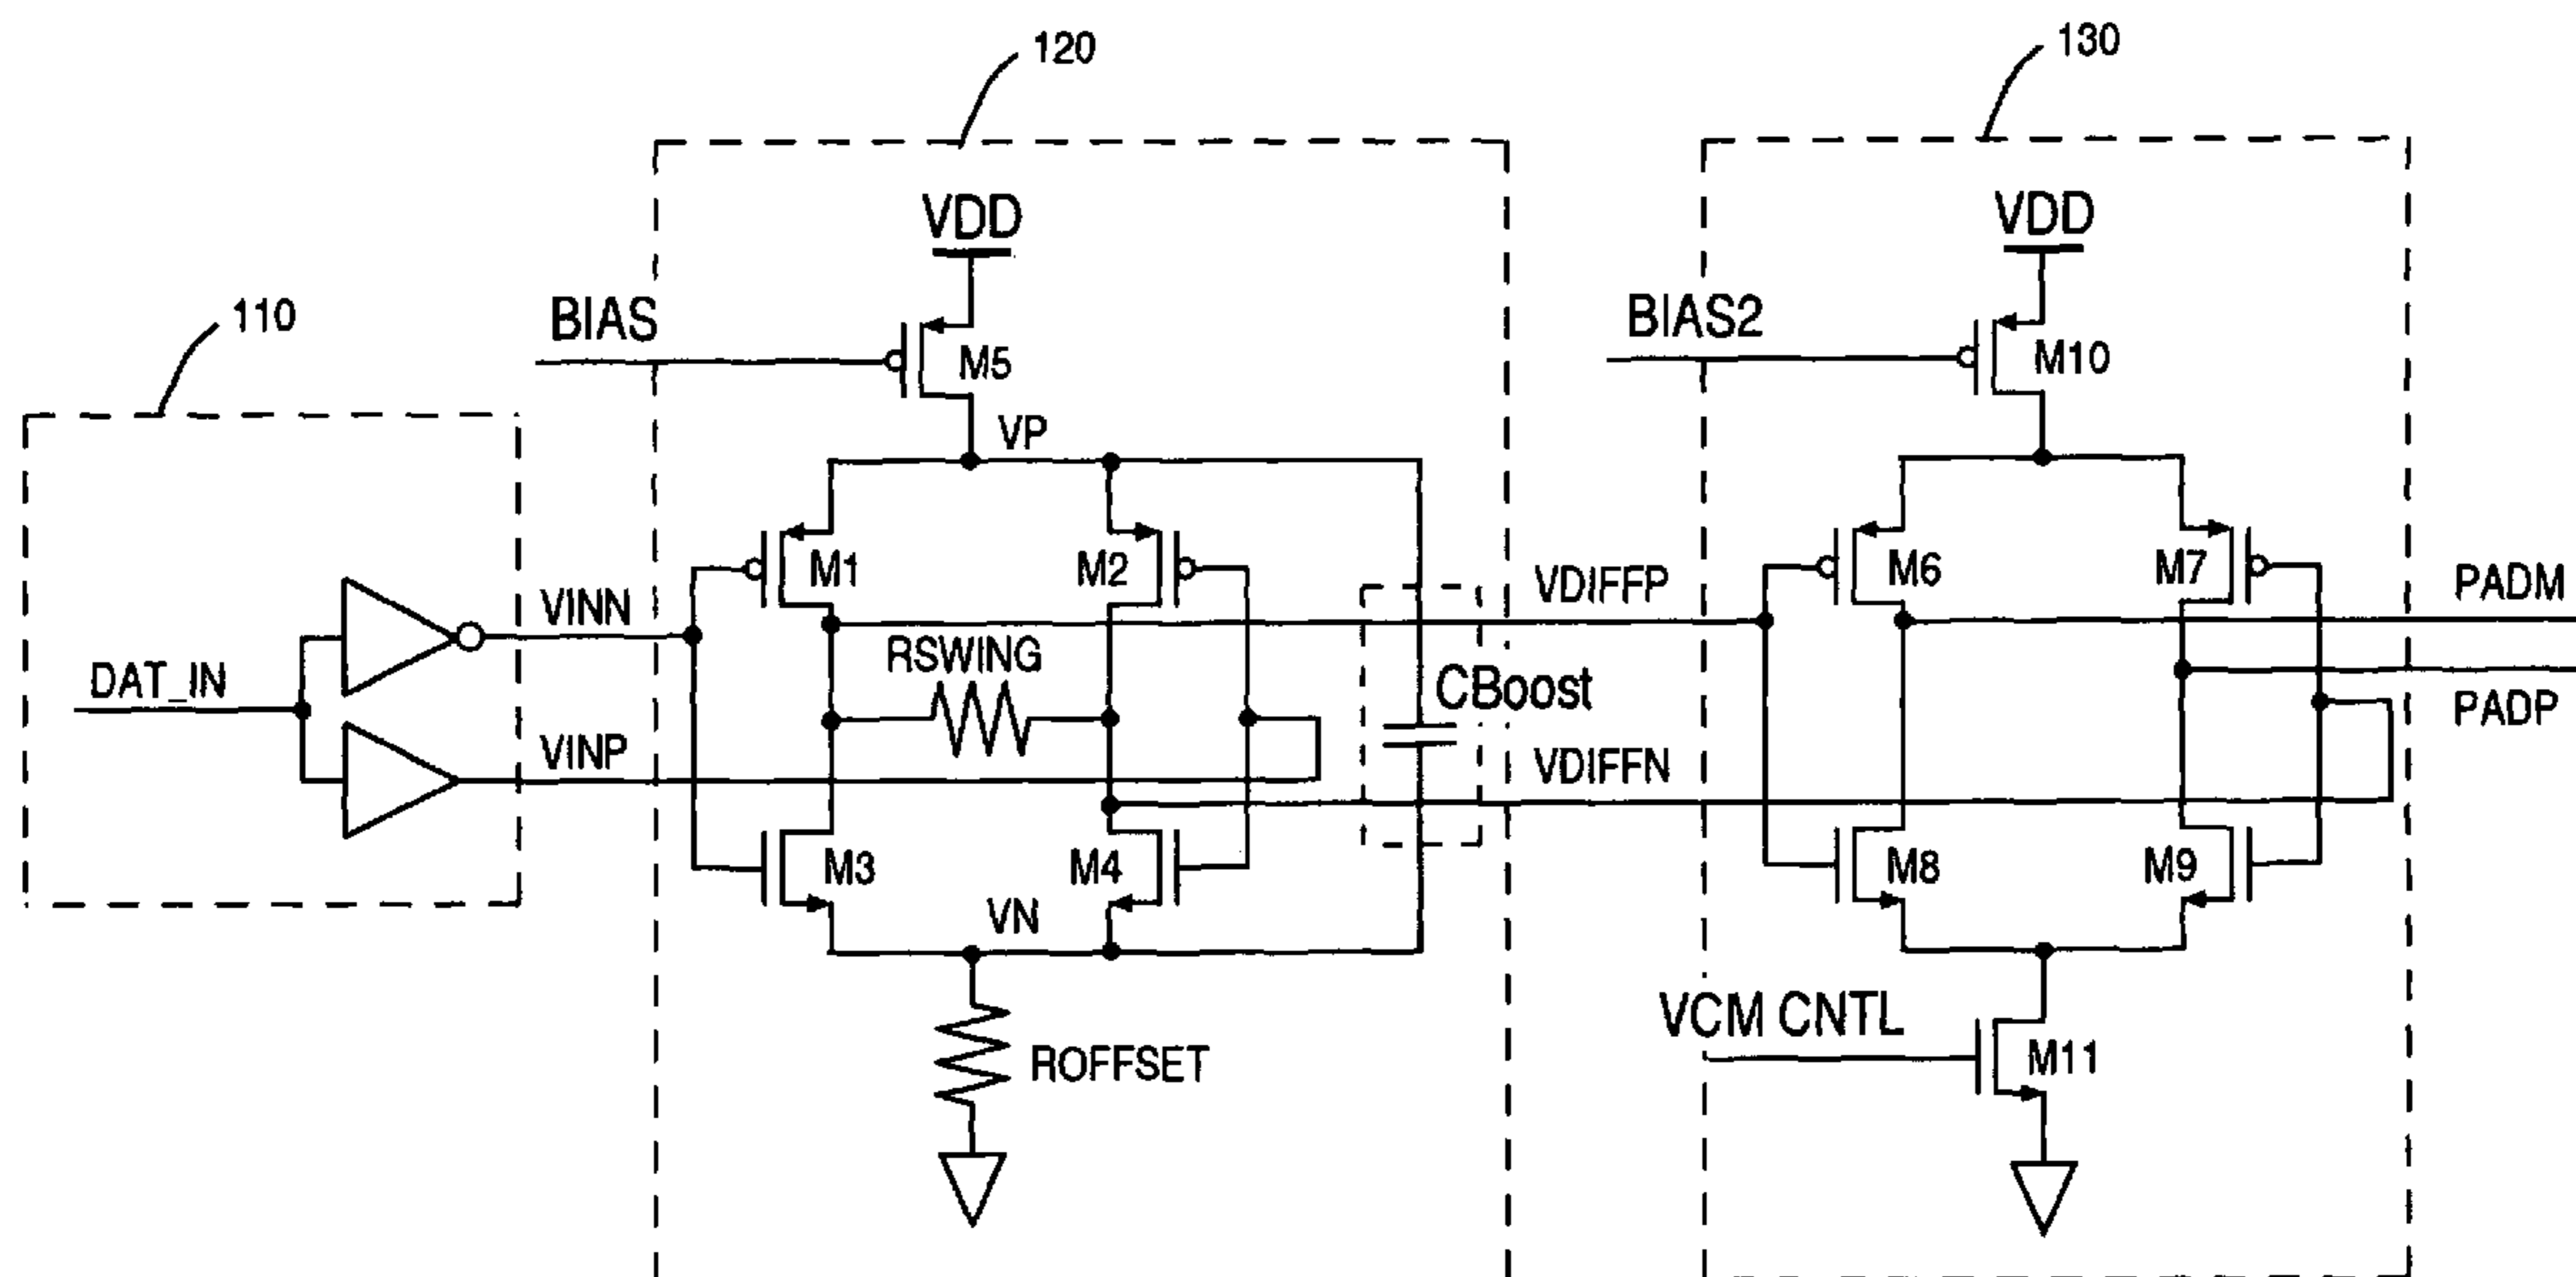 120
130
VDD
VDD
110
BIAS
BIAS2
M5
M10
VP
M1
M2
M6
M7
VINN
VDIFFP
PADM
RSWING
DAT_IN
CBoost
PADP
VINP
VDIFFN
M3
M4
M8
M9
VN
VCM CNTL
ROFFSET
M11